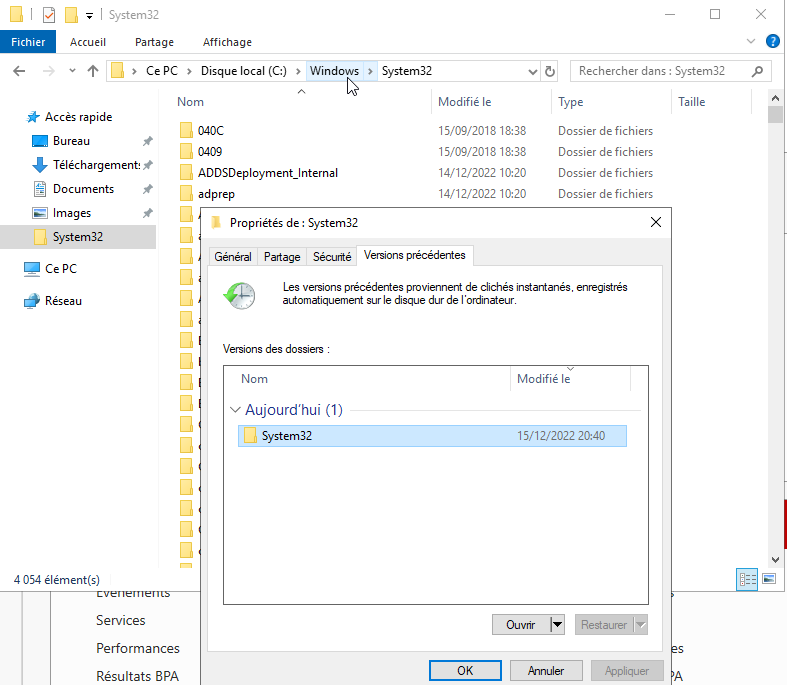 System32
Fichier Accueil Partage Affichage
Ce PC Disque local (C:) Windows System32
Rechercher dans : System32
Accès rapide
Bureau
Téléchargements
Documents
Images
System32
Ce PC
Réseau
Nom Modifié le Type Taille
040C 15/09/2018 18:38 Dossier de fichiers
0409 15/09/2018 18:38 Dossier de fichiers
ADDSDeployment_Internal 14/12/2022 10:20 Dossier de fichiers
adprep 14/12/2022 10:20 Dossier de fichiers
Propriétés de : System32
Général Partage Sécurité Versions précédentes
Les versions précédentes proviennent de clichés instantanés, enregistrés
automatiquement sur le disque dur de l'ordinateur.
Versions des dossiers :
Nom Modifié le
Aujourd'hui (1)
System32 15/12/2022 20:40
Ouvrir Restaurer
OK Annuler Appliquer
4 054 élément(s)
Événements
Services
Performances
Résultats BPA